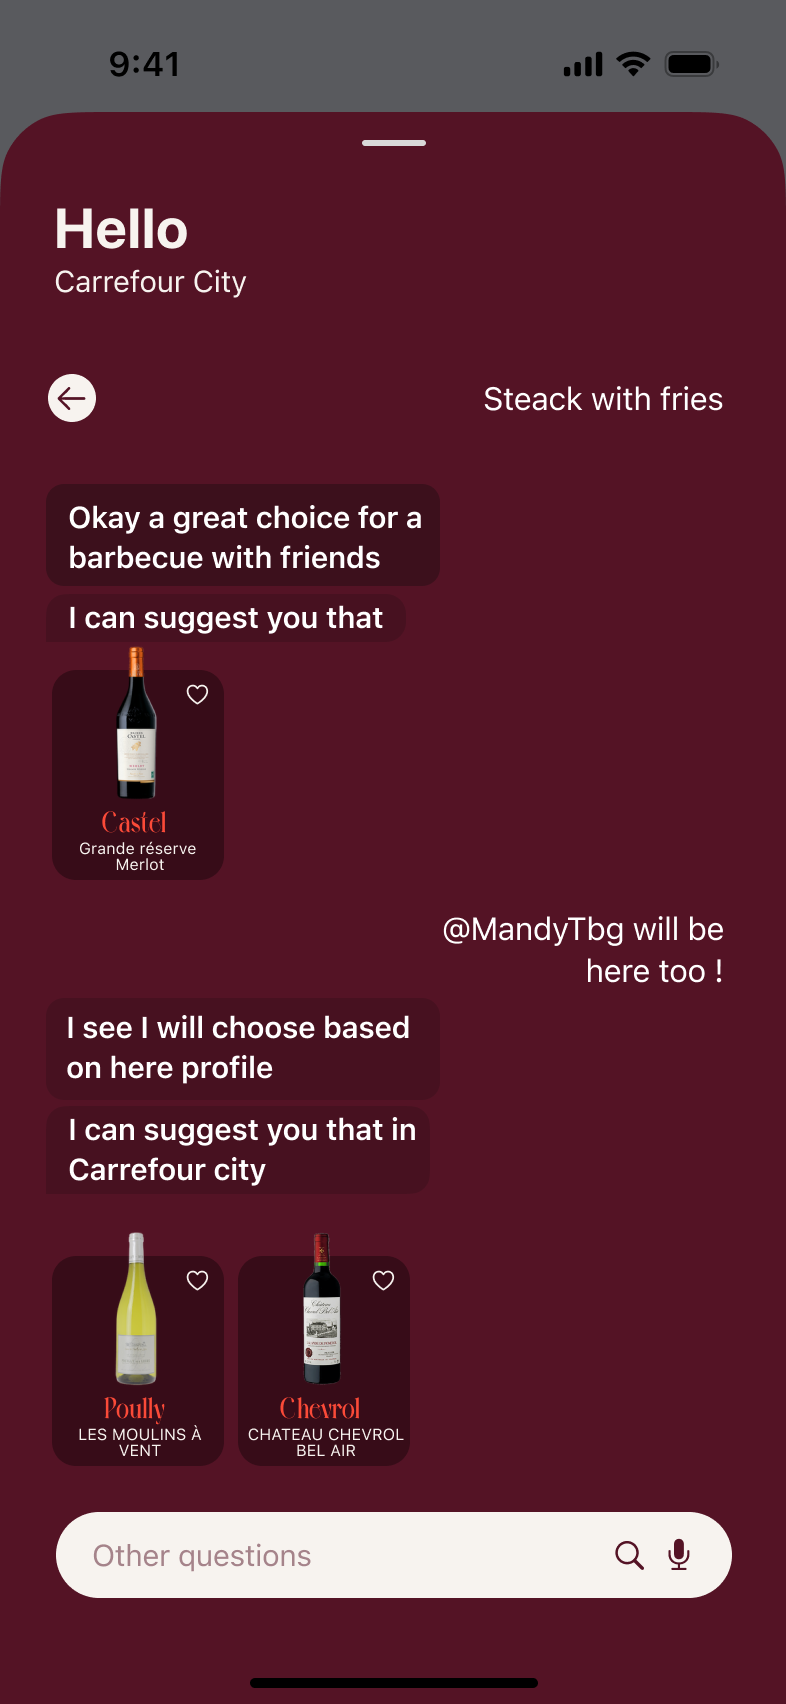 9:41
Hello
Carrefour City
Steack with fries
Okay a great choice for a
barbecue with friends
I can suggest you that
CASTEL
Castel
Grande réserve
Merlot
@MandyTbg will be
here too !
I see I will choose based
on here profile
I can suggest you that in
Carrefour city
Poully
LES MOULINS À
VENT
Chevrol
CHATEAU CHEVROL
BEL AIR
Other questions